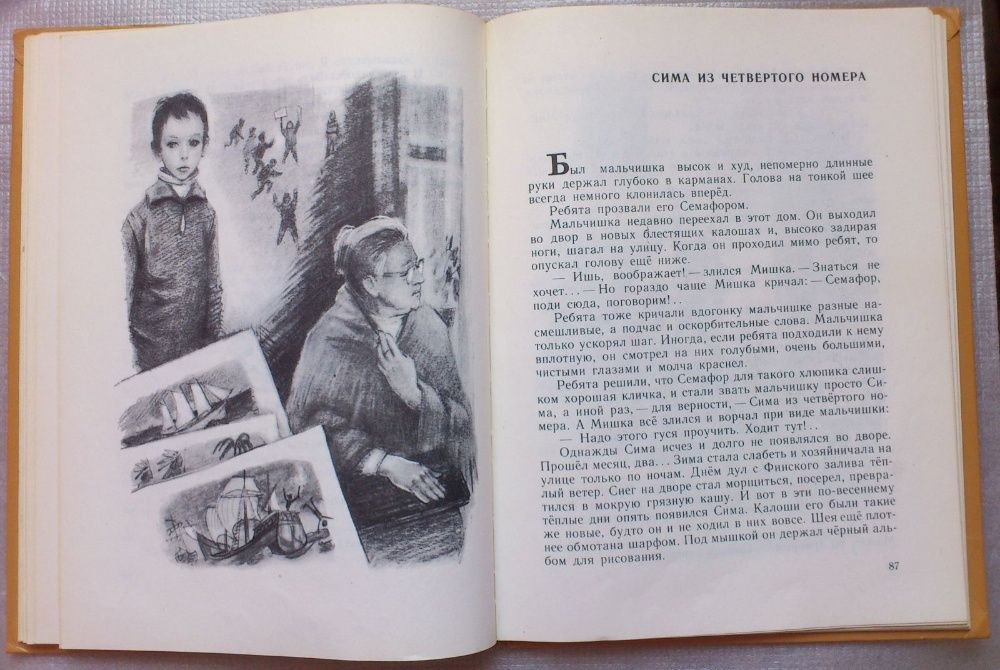 СИМА ИЗ ЧЕТВЕРТОГО НОМЕРА
Был мальчишка высок и худ, непомерно длинные
руки держал глубоко в карманах. Голова на тонкой шее
всегда немного клонилась вперёд.
Ребята прозвали его Семафором.
Мальчишка недавно переехал в этот дом. Он выходил
во двор в новых блестящих калошах и, высоко задирая
ноги, шагал на улицу. Когда он проходил мимо ребят, то
опускал голову ещё ниже.
— Ишь, воображает! — злился Мишка. — Знаться не
хочет... — Но гораздо чаще Мишка кричал: — Семафор,
поди сюда, поговорим!..
Ребята тоже кричали вдогонку мальчишке разные на-
смешливые, а подчас и оскорбительные слова. Мальчишка
только ускорял шаг. Иногда, если ребята подходили к нему
вплотную, он смотрел на них голубыми, очень большими,
чистыми глазами и молча краснел.
Ребята решили, что Семафор для такого хлюпика слиш-
ком хорошая кличка, и стали звать мальчишку просто Си-
ма, а иной раз, — для верности, — Сима из четвёртого но-
мера. А Мишка всё злился и ворчал при виде мальчишки:
— Надо этого гуся проучить. Ходит тут!..
Однажды Сима исчез и долго не появлялся во дворе.
Прошёл месяц, два... Зима стала слабеть и хозяйничала на
улице только по ночам. Днём дул с Финского залива тёп-
лый ветер. Снег на дворе стал морщиться, посерел, превра-
тился в мокрую грязную кашу. И вот в эти по-весеннему
тёплые дни опять появился Сима. Калоши его были такие
же новые, будто он и не ходил в них вовсе. Шея ещё плот-
нее обмотана шарфом. Под мышкой он держал чёрный аль-
бом для рисования.
87